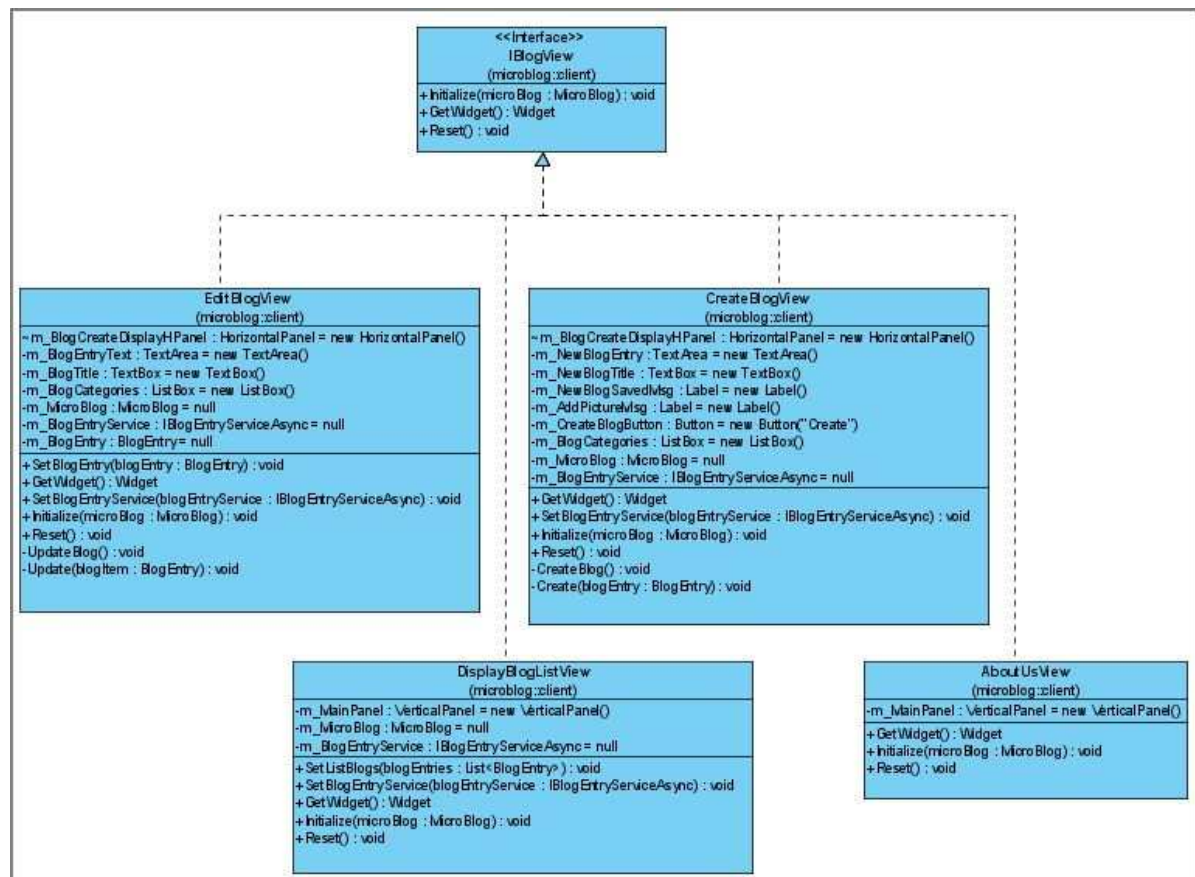 <<Interface>>
IBlogView
(microblog::client)
+Initialize(microBlog : MicroBlog) : void
+GetWidget() : Widget
+Reset() : void
EditBlogView
(microblog::client)
~m_BlogCreateDisplayHPanel : HorizontalPanel = new HorizontalPanel()
-m_BlogEntryText : TextArea = new TextArea()
-m_BlogTitle : TextBox = new TextBox()
-m_BlogCategories : ListBox = new ListBox()
-m_MicroBlog : MicroBlog = null
-m_BlogEntryService : IBlogEntryServiceAsync = null
-m_BlogEntry : BlogEntry = null
+SetBlogEntry(blogEntry : BlogEntry) : void
+GetWidget() : Widget
+SetBlogEntryService(blogEntryService : IBlogEntryServiceAsync) : void
+Initialize(microBlog : MicroBlog) : void
+Reset() : void
-UpdateBlog() : void
-Update(blogItem : BlogEntry) : void
CreateBlogView
(microblog::client)
~m_BlogCreateDisplayHPanel : HorizontalPanel = new HorizontalPanel()
-m_NewBlogEntry : TextArea = new TextArea()
-m_NewBlogTitle : TextBox = new TextBox()
-m_NewBlogSavedMsg : Label = new Label()
-m_AddPictureMsg : Label = new Label()
-m_CreateBlogButton : Button = new Button("Create")
-m_BlogCategories : ListBox = new ListBox()
-m_MicroBlog : MicroBlog = null
-m_BlogEntryService : IBlogEntryServiceAsync = null
+GetWidget() : Widget
+SetBlogEntryService(blogEntryService : IBlogEntryServiceAsync) : void
+Initialize(microBlog : MicroBlog) : void
+Reset() : void
-CreateBlog() : void
-Create(blogEntry : BlogEntry) : void
DisplayBlogListView
(microblog::client)
-m_MainPanel : VerticalPanel = new VerticalPanel()
-m_MicroBlog : MicroBlog = null
-m_BlogEntryService : IBlogEntryServiceAsync = null
+SetListBlogs(blogEntries : List<BlogEntry>) : void
+SetBlogEntryService(blogEntryService : IBlogEntryServiceAsync) : void
+GetWidget() : Widget
+Initialize(microBlog : MicroBlog) : void
+Reset() : void
AboutUsView
(microblog::client)
-m_MainPanel : VerticalPanel = new VerticalPanel()
+GetWidget() : Widget
+Initialize(microBlog : MicroBlog) : void
+Reset() : void